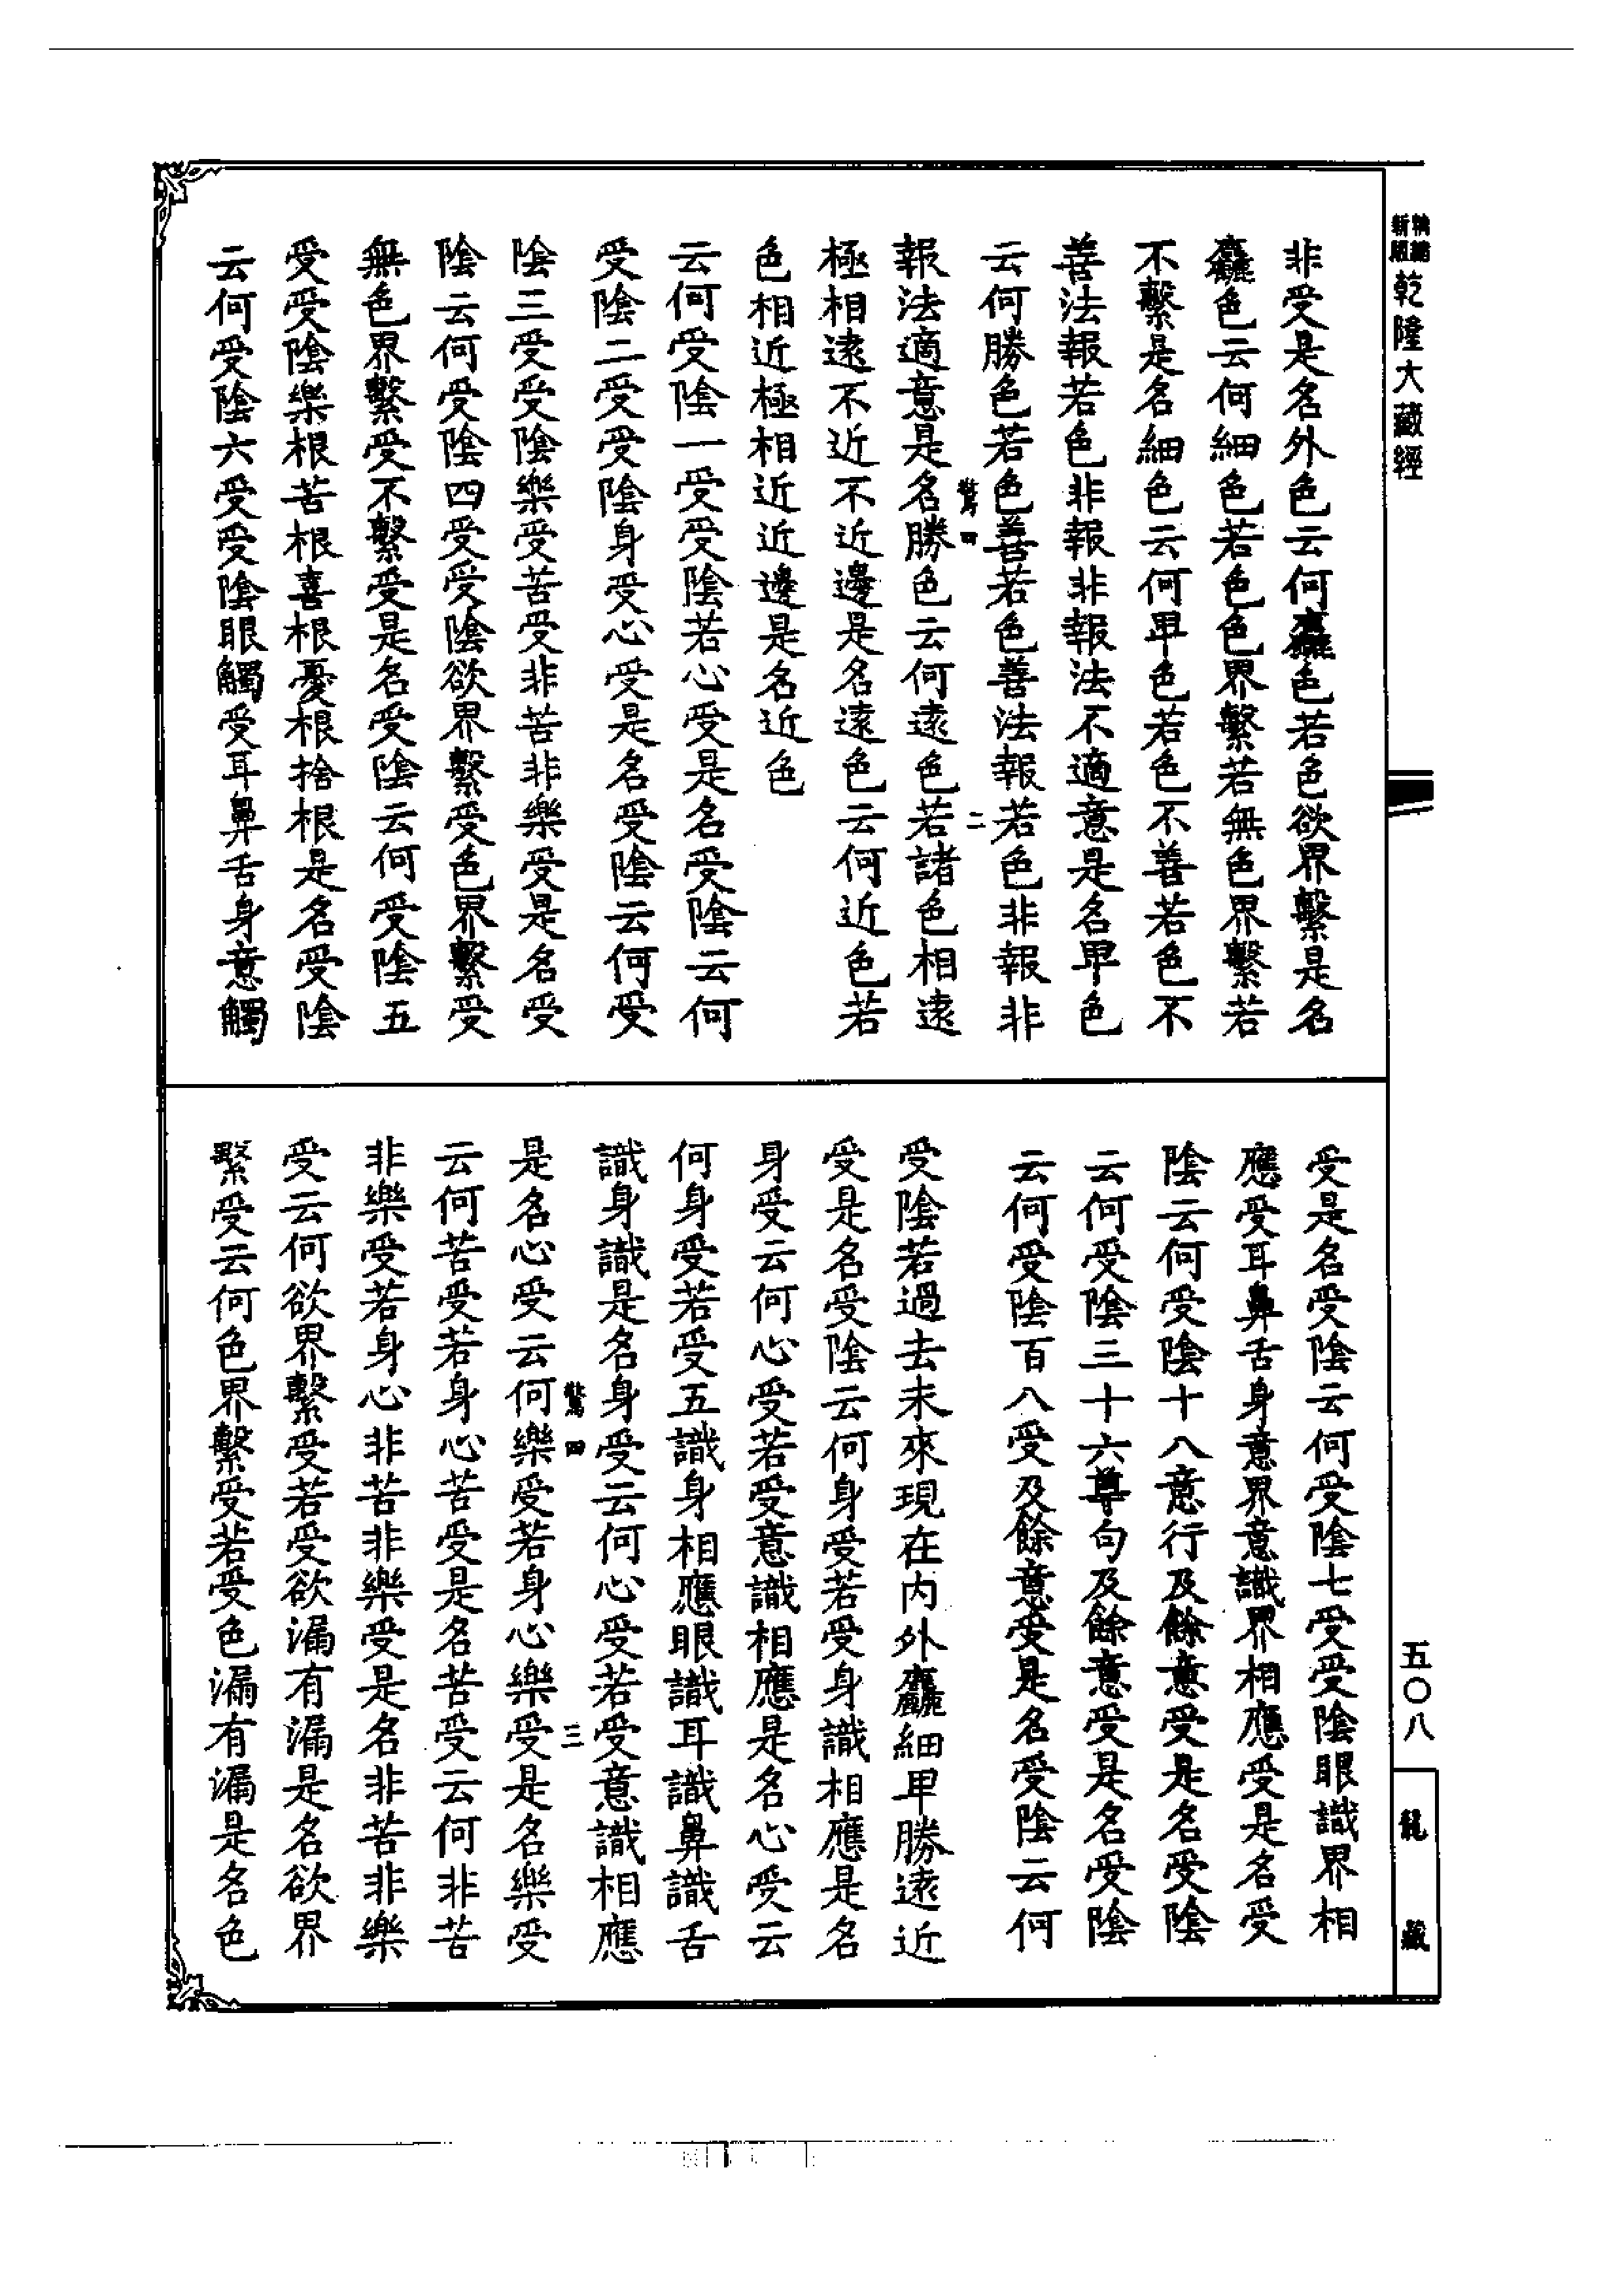 新版
乾隆大藏經
非受是名外色云何麤色若色欲界繫是名
麤色云何細色若色色界繫若無色界繫若
不繫是名細色云何卑色若色不善若色不
善法報若色非報非報法不適意是名卑色
云何勝色若色善若色善法報若色非報非
報法適意是名勝色云何遠色若諸色相遠
極相遠不近不近邊是名遠色云何近色若
色相近極相近近邊是名近色
云何受陰一受受陰若心受是名受陰云何
受陰二受受陰身受心受是名受陰云何受
陰三受受陰樂受苦受非苦非樂受是名受
陰云何受陰四受受陰欲界繫受色界繫受
無色界繫受不繫受是名受陰云何受陰五
受受陰樂根苦根喜根憂根捨根是名受陰
云何受陰六受受陰眼觸受耳鼻舌身意觸
四
二
受是名受陰云何受陰七受受陰眼識界相
應受耳鼻舌身意界意識界相應受是名受
陰云何受陰十八意行及餘意受是名受陰
云何受陰三十六尊句及餘意受是名受陰
云何受陰百八受及餘意受是名受陰云何
受陰若過去未來現在內外麤細卑勝遠近
受是名受陰云何身受若受身識相應是名
身受云何心受若受意識相應是名心受云
何身受若受五識身相應眼識耳識鼻識舌
識身識是名身受云何心受若受意識相應
是名心受云何樂受若身心樂受是名樂受
云何苦受若身心苦受是名苦受云何非苦
非樂受若身心非苦非樂受是名非苦非樂
受云何欲界繫受若受欲漏有漏是名欲界
繫受云何色界繫受若受色漏有漏是名色
四
三
五〇八
龍藏